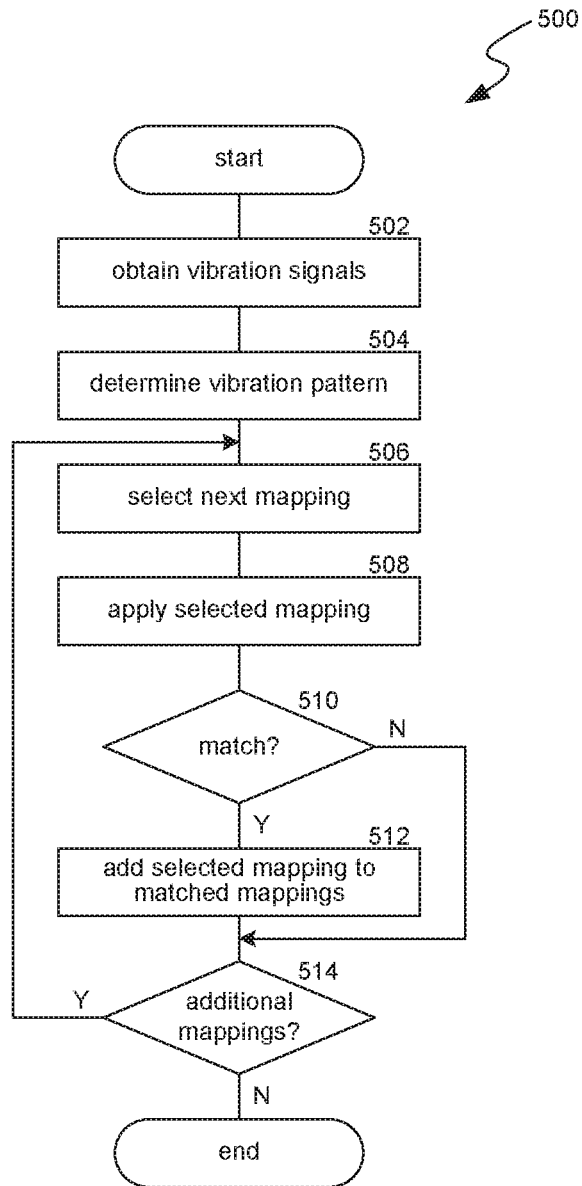 500
start
502
obtain vibration signals
504
determine vibration pattern
506
select next mapping
508
apply selected mapping
510
match?
N
Y
512
add selected mapping to
matched mappings
514
Y
additional
mappings?
N
end